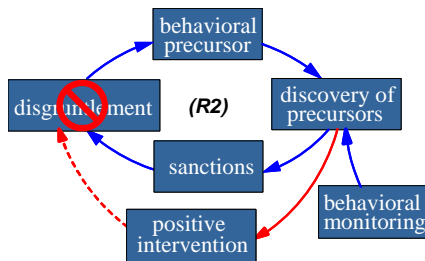 behavioral
precursor
disgruntlement
(R2)
discovery of
precursors
sanctions
positive
intervention
behavioral
monitoring